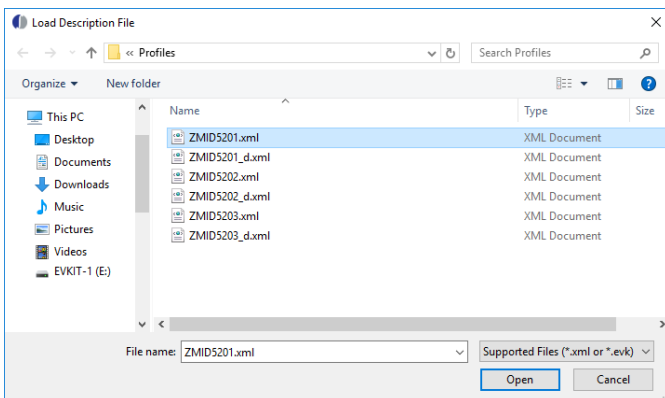 Load Description File
« Profiles
Search Profiles
Organize
New folder
Name
Type
Size
This PC
Desktop
Documents
Downloads
Music
Pictures
Videos
EVKIT-1 (E:)
ZMID5201.xml XML Document
ZMID5201_d.xml XML Document
ZMID5202.xml XML Document
ZMID5202_d.xml XML Document
ZMID5203.xml XML Document
ZMID5203_d.xml XML Document
File name: ZMID5201.xml
Supported Files (*.xml or *.evk)
Open
Cancel